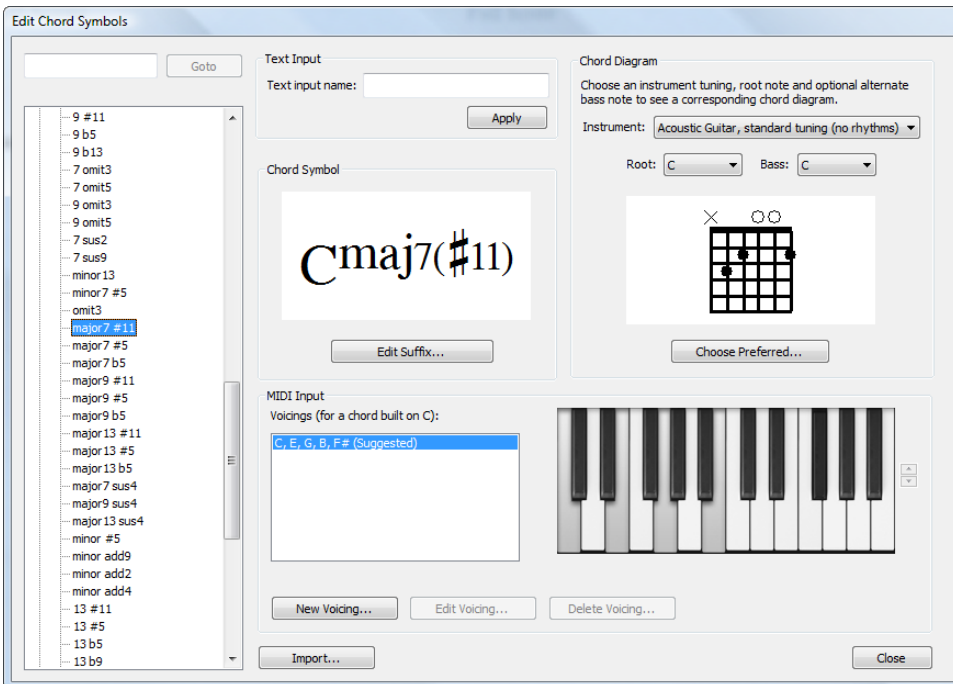 Edit Chord Symbols
Goto
9 #11
9 b5
9 b13
7 omit3
7 omit5
9 omit3
9 omit5
7 sus2
7 sus9
minor13
minor7 #5
omit3
major7 #11
major7 #5
major7 b5
major9 #11
major9 #5
major9 b5
major13 #11
major13 #5
major13 b5
major7 sus4
major9 sus4
major13 sus4
minor #5
minor add9
minor add2
minor add4
13 #11
13 #5
13 b5
13 b9
Text Input
Text input name:
Apply
Chord Symbol
Cmaj7(♯11)
Edit Suffix...
Chord Diagram
Choose an instrument tuning, root note and optional alternate
bass note to see a corresponding chord diagram.
Instrument: Acoustic Guitar, standard tuning (no rhythms)
Root: C Bass: C
Choose Preferred...
MIDI Input
Voicings (for a chord built on C):
C, E, G, B, F# (Suggested)
New Voicing... Edit Voicing... Delete Voicing...
Import... Close